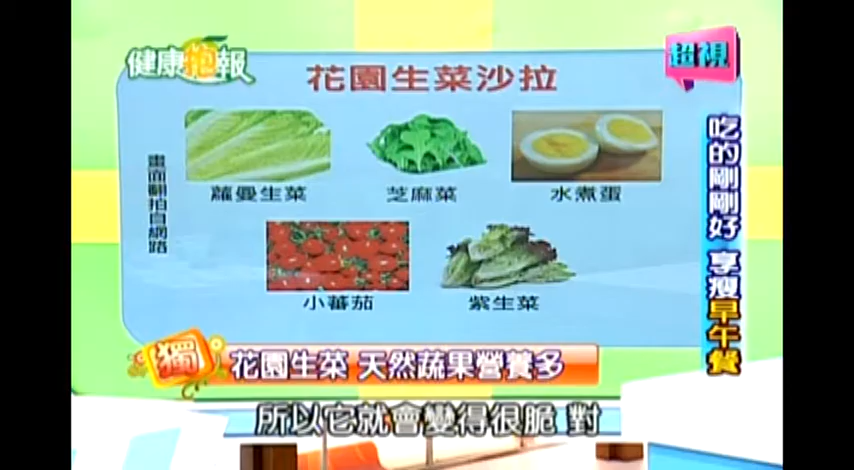 健康抱報
超視
花園生菜沙拉
畫面翻拍自網路
蘿曼生菜
芝麻菜
水煮蛋
小蕃茄
紫生菜
吃的剛剛好 享瘦早午餐
獨
花園生菜 天然蔬果營養多
所以它就會變得很脆 對